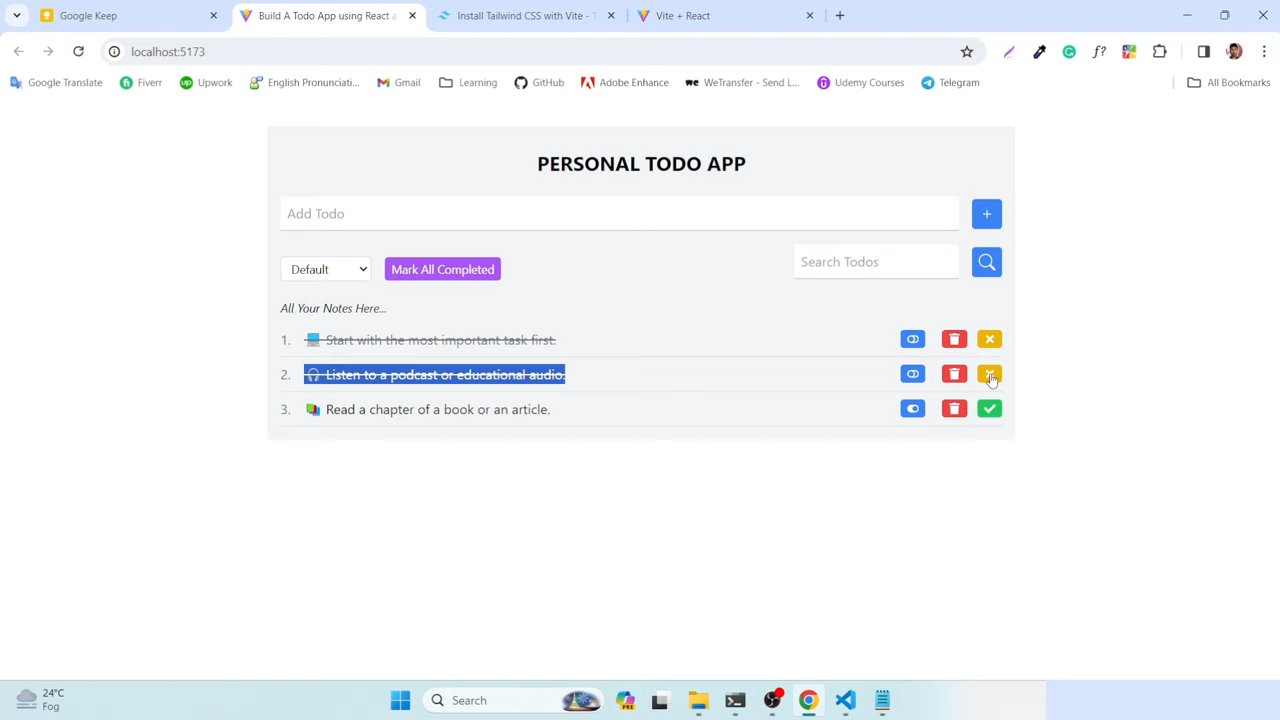 Google Keep
Build A Todo App using React a
Install Tailwind CSS with Vite - T
Vite + React
localhost:5173
Google Translate
Fiverr
Upwork
English Pronunciati...
Gmail
Learning
GitHub
Adobe Enhance
WeTransfer - Send L...
Udemy Courses
Telegram
All Bookmarks
PERSONAL TODO APP
Add Todo
+
Default
Mark All Completed
Search Todos
All Your Notes Here...
1. Start with the most important task first.
2. Listen to a podcast or educational audio.
3. Read a chapter of a book or an article.
24°C
Fog
Search
PRE